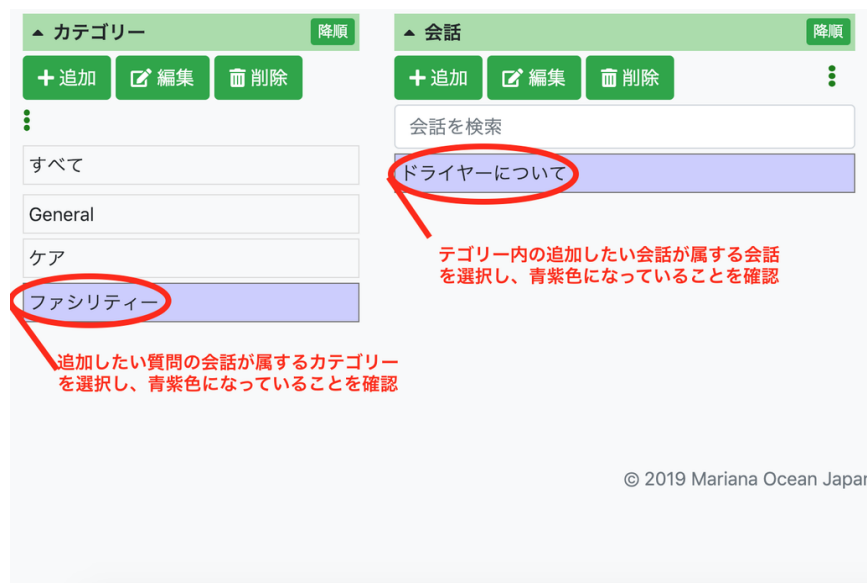 カテゴリー
降順
追加
編集
削除
すべて
General
ケア
ファシリティー
追加したい質問の会話が属するカテゴリー
を選択し、青紫色になっていることを確認
会話
降順
追加
編集
削除
会話を検索
ドライヤーについて
テゴリー内の追加したい会話が属する会話
を選択し、青紫色になっていることを確認
© 2019 Mariana Ocean Japan